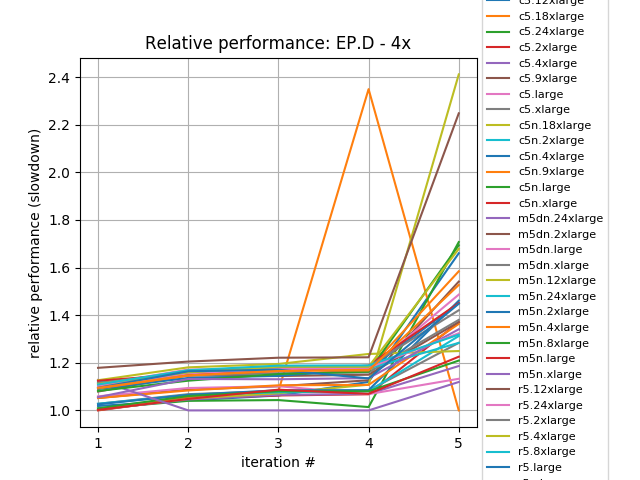 Relative performance: EP.D - 4x
relative performance (slowdown)
2.4
2.2
2.0
1.8
1.6
1.4
1.2
1.0
1 2 3 4 5
iteration #
c5.12xlarge
c5.18xlarge
c5.24xlarge
c5.2xlarge
c5.4xlarge
c5.9xlarge
c5.large
c5.xlarge
c5n.18xlarge
c5n.2xlarge
c5n.4xlarge
c5n.9xlarge
c5n.large
c5n.xlarge
m5dn.24xlarge
m5dn.2xlarge
m5dn.large
m5dn.xlarge
m5n.12xlarge
m5n.24xlarge
m5n.2xlarge
m5n.4xlarge
m5n.8xlarge
m5n.large
m5n.xlarge
r5.12xlarge
r5.24xlarge
r5.2xlarge
r5.4xlarge
r5.8xlarge
r5.large